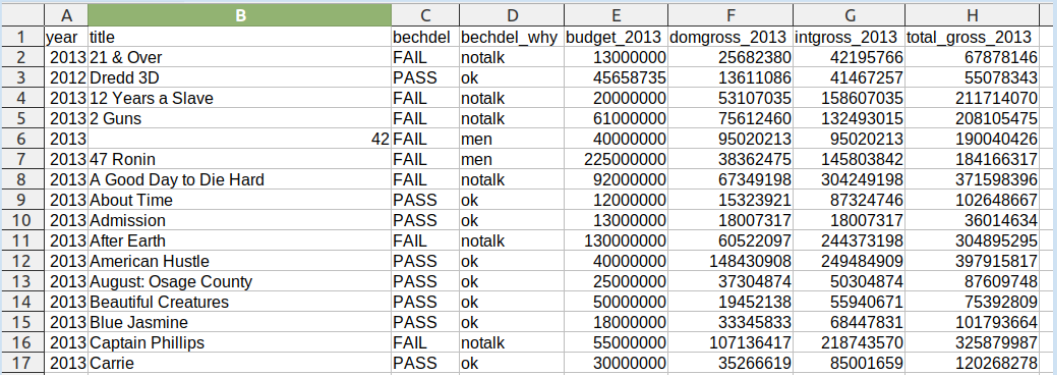 A B C D E F G H
1 year title bechdel bechdel_why budget_2013 domgross_2013 intgross_2013 total_gross_2013
2 2013 21 & Over FAIL notalk 13000000 25682380 42195766 67878146
3 2012 Dredd 3D PASS ok 45658735 13611086 41467257 55078343
4 2013 12 Years a Slave FAIL notalk 20000000 53107035 158607035 211714070
5 2013 2 Guns FAIL notalk 61000000 75612460 132493015 208105475
6 2013 42 FAIL men 40000000 95020213 95020213 190040426
7 2013 47 Ronin FAIL men 225000000 38362475 145803842 184166317
8 2013 A Good Day to Die Hard FAIL notalk 92000000 67349198 304249198 371598396
9 2013 About Time PASS ok 12000000 15323921 87324746 102648667
10 2013 Admission PASS ok 13000000 18007317 18007317 36014634
11 2013 After Earth FAIL notalk 130000000 60522097 244373198 304895295
12 2013 American Hustle PASS ok 40000000 148430908 249484909 397915817
13 2013 August: Osage County PASS ok 25000000 37304874 50304874 87609748
14 2013 Beautiful Creatures PASS ok 50000000 19452138 55940671 75392809
15 2013 Blue Jasmine PASS ok 18000000 33345833 68447831 101793664
16 2013 Captain Phillips FAIL notalk 55000000 107136417 218743570 325879987
17 2013 Carrie PASS ok 30000000 35266619 85001659 120268278